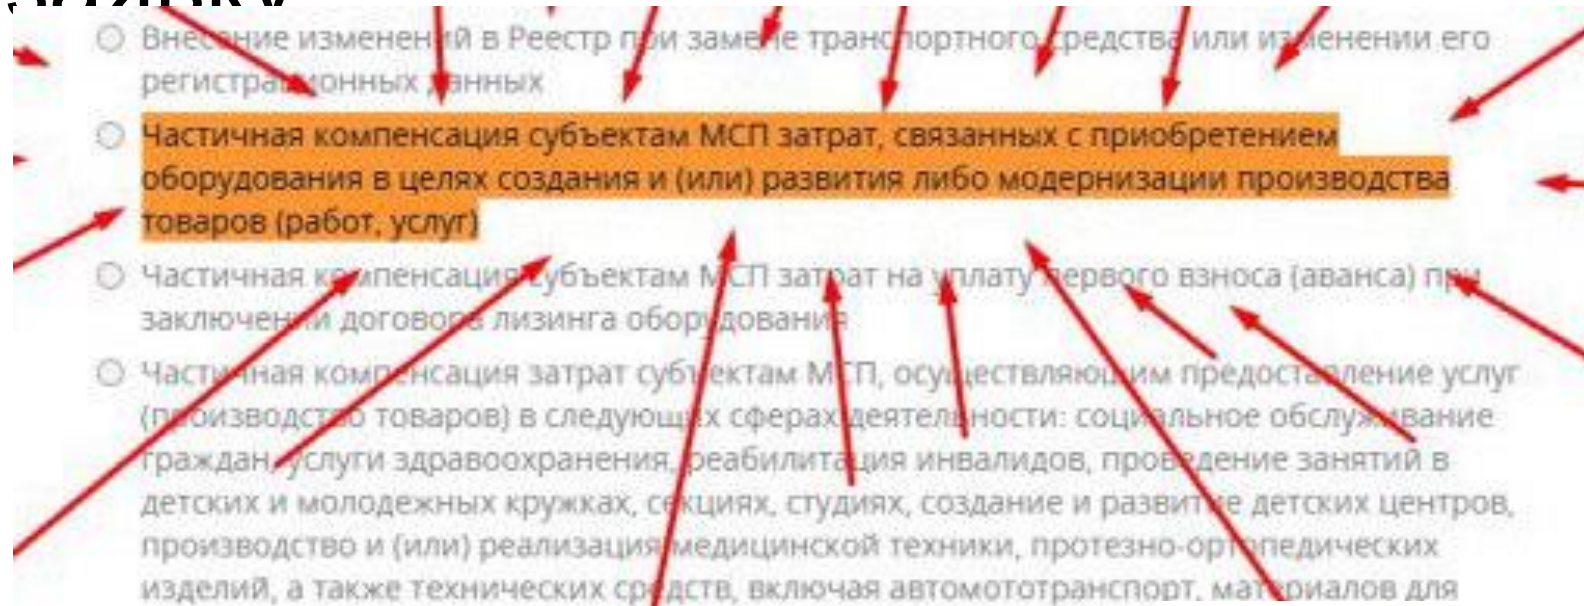 Внесение изменений в Реестр при замене транспортного средства или изменении его
регистрационных данных
Частичная компенсация субъектам МСП затрат, связанных с приобретением
оборудования в целях создания и (или) развития либо модернизации производства
товаров (работ, услуг)
Частичная компенсация субъектам МСП затрат на уплату первого взноса (аванса) при
заключении договора лизинга оборудования
Частичная компенсация затрат субъектам МСП, осуществляющим предоставление услуг
(производство товаров) в следующих сферах деятельности: социальное обслуживание
граждан, услуги здравоохранения, реабилитация инвалидов, проведение занятий в
детских и молодежных кружках, секциях, студиях, создание и развитие детских центров,
производство и (или) реализация медицинской техники, протезно-ортопедических
изделий, а также технических средств, включая автомототранспорт, материалов для